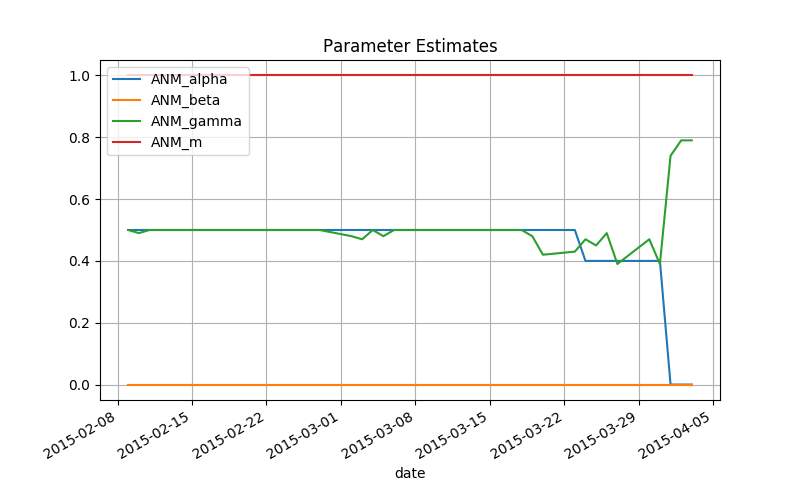 Parameter Estimates
1.0
0.8
0.6
0.4
0.2
0.0
ANM_alpha
ANM_beta
ANM_gamma
ANM_m
2015-02-08
2015-02-15
2015-02-22
2015-03-01
2015-03-08
2015-03-15
2015-03-22
2015-03-29
2015-04-05
date